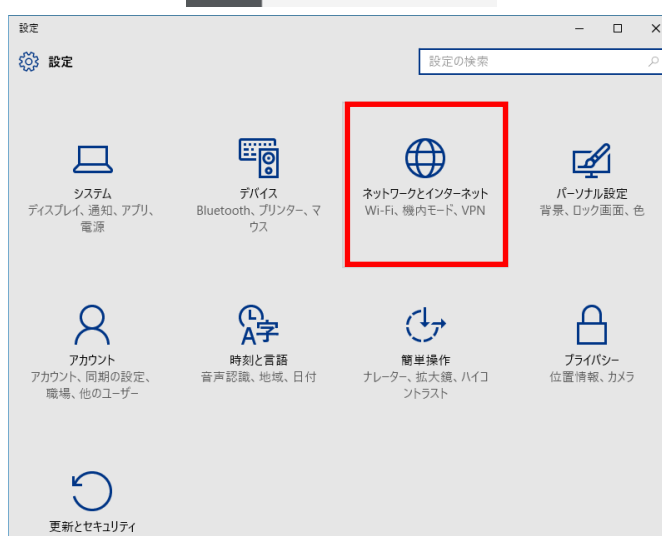 設定
設定
設定の検索
システム
ディスプレイ、通知、アプリ、
電源
デバイス
Bluetooth、プリンター、マ
ウス
ネットワークとインターネット
Wi-Fi、機内モード、VPN
パーソナル設定
背景、ロック画面、色
アカウント
アカウント、同期の設定、
職場、他のユーザー
時刻と言語
音声認識、地域、日付
簡単操作
ナレーター、拡大鏡、ハイコ
ントラスト
プライバシー
位置情報、カメラ
更新とセキュリティ